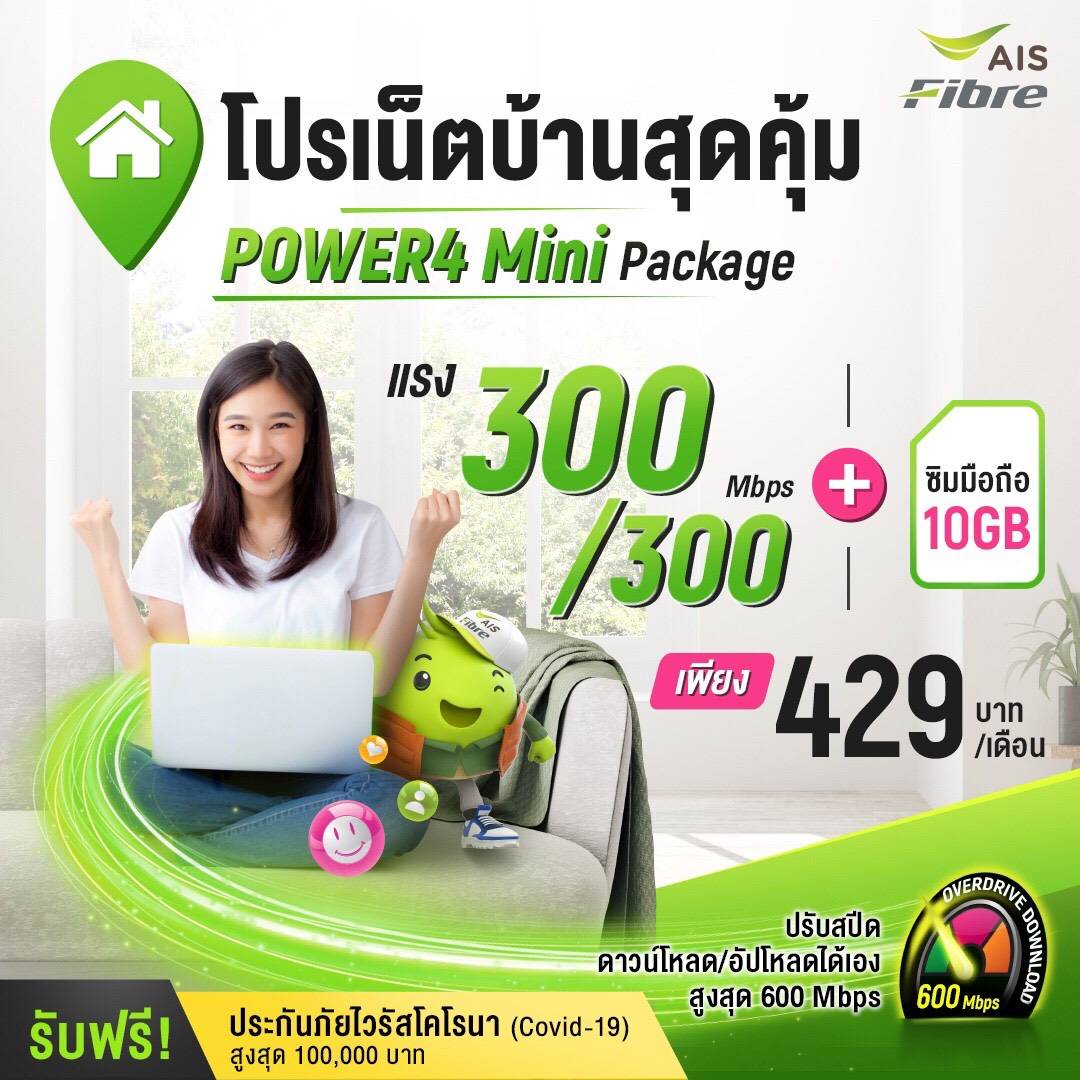 AIS
Fibre
โปรเน็ตบ้านสุดคุ้ม
POWER4 Mini Package
แรง 300 Mbps
/300
+
ซิมมือถือ
10GB
AIS
Fibre
เพียง 429 บาท
/เดือน
ปรับสปีด
ดาวน์โหลด/อัปโหลดได้เอง
สูงสุด 600 Mbps
OVERDRIVE DOWNLOAD
600 Mbps
รับฟรี!
ประกันภัยไวรัสโคโรนา (Covid-19)
สูงสุด 100,000 บาท